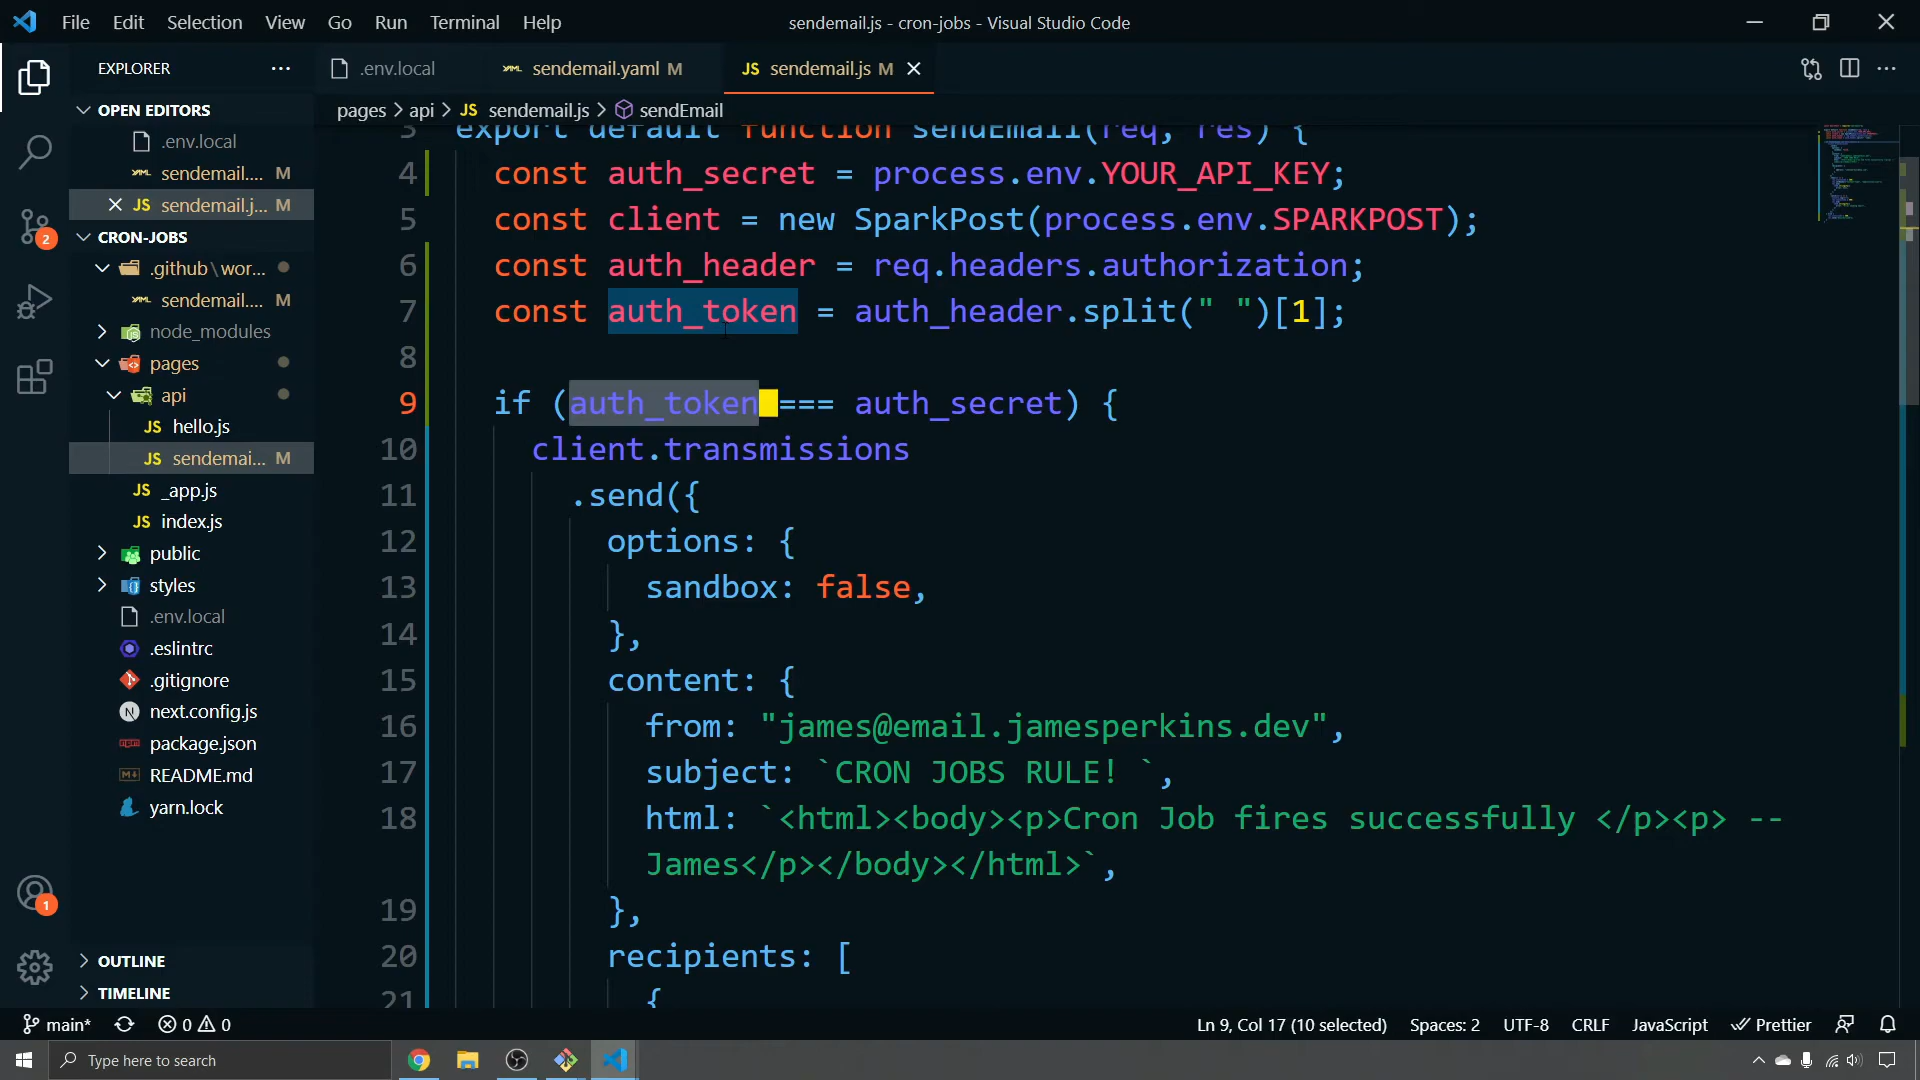 File Edit Selection View Go Run Terminal Help
sendemail.js - cron-jobs - Visual Studio Code
EXPLORER
OPEN EDITORS
.env.local
sendemail.... M
JS sendemail.j... M
CRON-JOBS
.github\wor...
sendemail.... M
node_modules
pages
api
JS hello.js
JS sendemai... M
JS _app.js
JS index.js
public
styles
.env.local
.eslintrc
.gitignore
next.config.js
package.json
README.md
yarn.lock
OUTLINE
TIMELINE
.env.local
sendemail.yaml M
JS sendemail.js M
pages > api > JS sendemail.js > sendEmail
3 export default function sendEmail(req, res) {
4 const auth_secret = process.env.YOUR_API_KEY;
5 const client = new SparkPost(process.env.SPARKPOST);
6 const auth_header = req.headers.authorization;
7 const auth_token = auth_header.split(" ")[1];
8
9 if (auth_token === auth_secret) {
10 client.transmissions
11 .send({
12 options: {
13 sandbox: false,
14 },
15 content: {
16 from: "james@email.jamesperkins.dev",
17 subject: `CRON JOBS RULE! `,
18 html: `<html><body><p>Cron Job fires successfully </p><p> --
James</p></body></html>`,
19 },
20 recipients: [
21 {
main* 0 0
Ln 9, Col 17 (10 selected) Spaces: 2 UTF-8 CRLF JavaScript Prettier
Type here to search